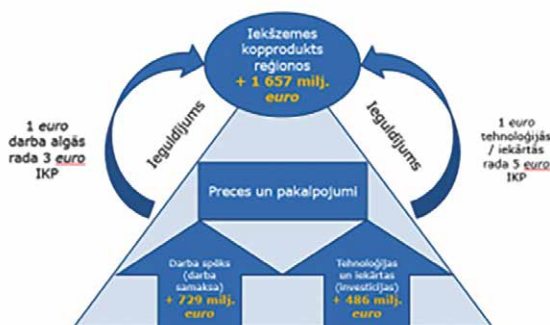 Iekšzemes
kopprodukts
reģionos
+ 1 657 milj.
euro
1 euro
darba algās
rada 3 euro
IKP
Ieguldījums
Ieguldījums
1 euro
tehnoloģijās
/ iekārtās
rada 5 euro
IKP
Preces un pakalpojumi
Darba spēks
(darba
samaksa)
+ 729 milj.
euro
Tehnoloģijas
un iekārtas
(investīcijas)
+ 486 milj.
euro